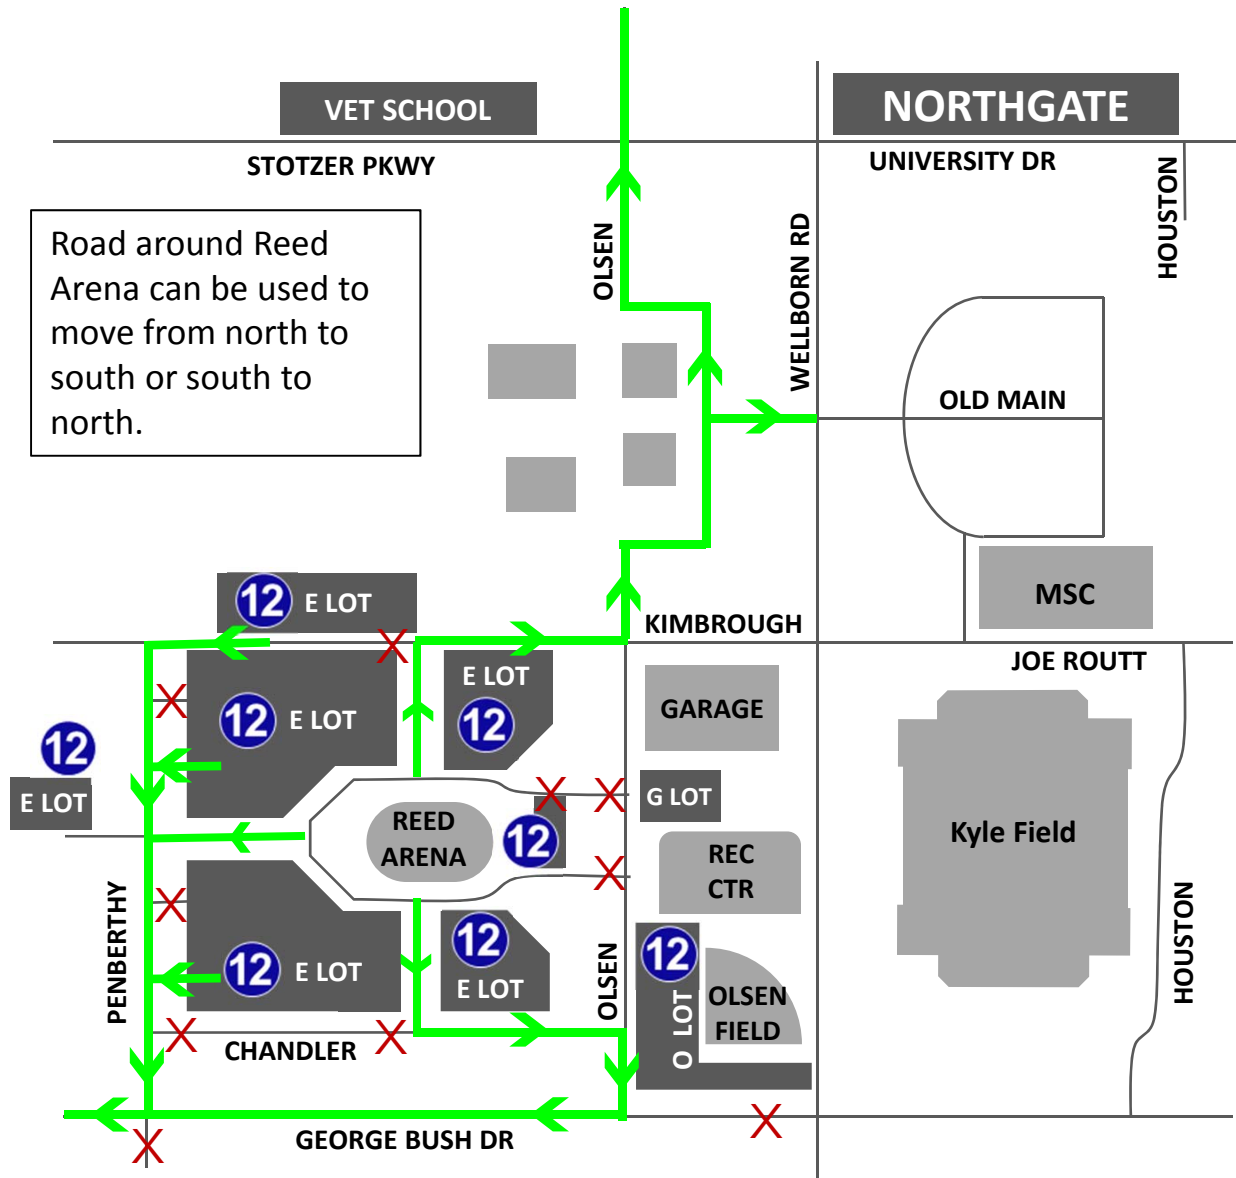 VET SCHOOL
NORTHGATE
STOTZER PKWY
UNIVERSITY DR
HOUSTON
Road around Reed
Arena can be used to
move from north to
south or south to
north.
OLSEN
WELLBORN RD
OLD MAIN
12 E LOT
MSC
KIMBROUGH
JOE ROUTT
E LOT
12
12 E LOT
GARAGE
12
E LOT
G LOT
REED
ARENA
12
REC
CTR
Kyle Field
PENBERTHY
12 E LOT
12
E LOT
OLSEN
12
O LOT
OLSEN
FIELD
HOUSTON
CHANDLER
GEORGE BUSH DR